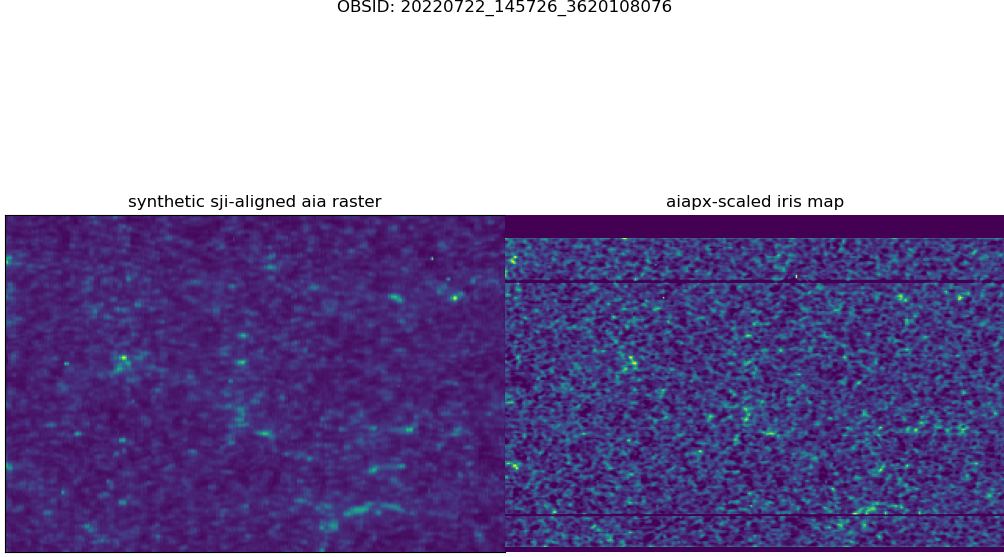 OBSID: 20220722_145726_3620108076
synthetic sji-aligned aia raster
aiapx-scaled iris map